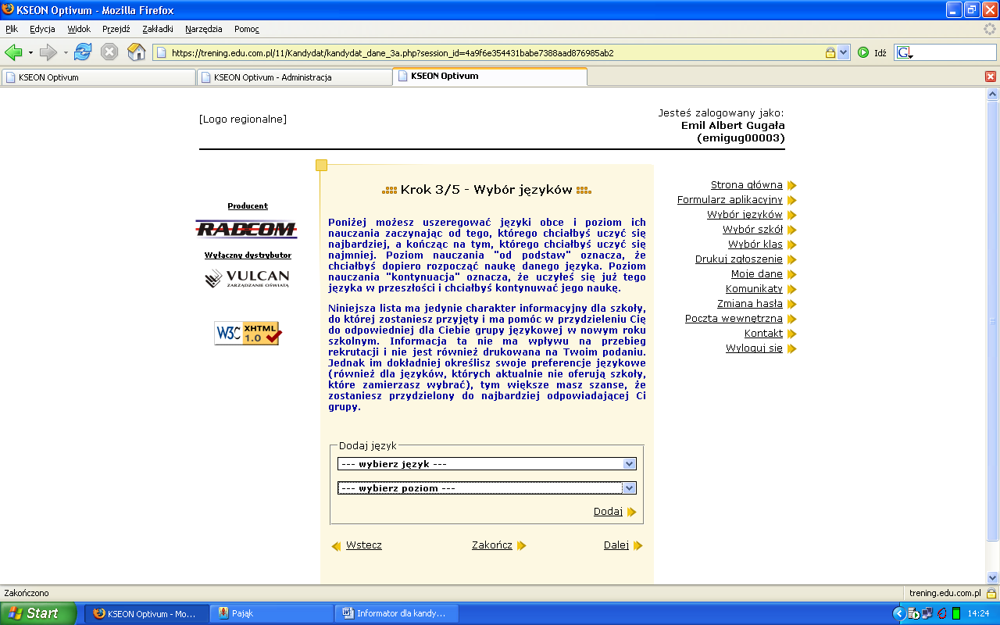 KSEON Optivum - Mozilla Firefox
Plik Edycja Widok Przejdź Zakładki Narzędzia Pomoc
https://trening.edu.com.pl/11/Kandydat/kandydat_dane_3a.php?session_id=4a9f6e354431babe7388aad876985ab2
Idź
G
KSEON Optivum
KSEON Optivum - Administracja
KSEON Optivum
[Logo regionalne]
Jesteś zalogowany jako:
Emil Albert Gugała
(emigug00003)
Producent
RADCOM
Wyłączny dystrybutor
VULCAN
ZARZĄDZANIE OŚWIATĄ
W3C XHTML
1.0
Krok 3/5 - Wybór języków
Poniżej możesz uszeregować języki obce i poziom ich
nauczania zaczynając od tego, którego chciałbyś uczyć się
najbardziej, a kończąc na tym, którego chciałbyś uczyć się
najmniej. Poziom nauczania "od podstaw" oznacza, że
chciałbyś dopiero rozpocząć naukę danego języka. Poziom
nauczania "kontynuacja" oznacza, że uczyłeś się już tego
języka w przeszłości i chciałbyś kontynuwać jego naukę.
Niniejsza lista ma jedynie charakter informacyjny dla szkoły,
do której zostaniesz przyjęty i ma pomóc w przydzieleniu Cię
do odpowiedniej dla Ciebie grupy językowej w nowym roku
szkolnym. Informacja ta nie ma wpływu na przebieg
rekrutacji i nie jest również drukowana na Twoim podaniu.
Jednak im dokładniej określisz swoje preferencje językowe
(również dla języków, których aktualnie nie oferują szkoły,
które zamierzasz wybrać), tym większe masz szanse, że
zostaniesz przydzielony do najbardziej odpowiadającej Ci
grupy.
Dodaj język
--- wybierz język ---
--- wybierz poziom ---
Dodaj
Wstecz
Zakończ
Dalej
Strona główna
Formularz aplikacyjny
Wybór języków
Wybór szkół
Wybór klas
Drukuj zgłoszenie
Moje dane
Komunikaty
Zmiana hasła
Poczta wewnętrzna
Kontakt
Wyloguj się
Zakończono
trening.edu.com.pl
Start
KSEON Optivum - Mo...
Pająk
Informator dla kandy...
14:24